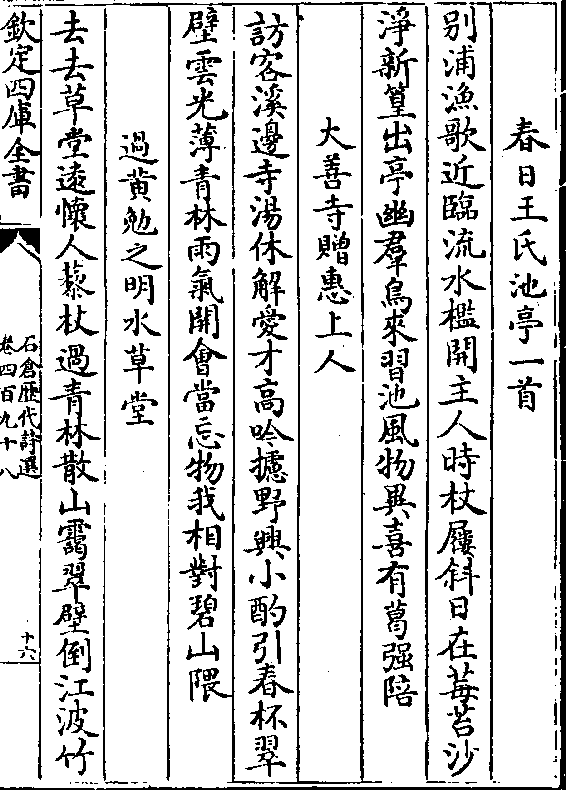 春日王氏池亭一首
别浦漁歌近臨流水檻開主人時杖屨斜日在莓苔沙
淨新篁出亭幽羣鳥來習池風物異喜有葛强陪
大善寺贈惠上人
訪客溪邊寺湯休解愛才高吟攄野興小酌引春杯翠
壁雲光薄青林雨氣開會當忘物我相對碧山隈
過黄勉之明水草堂
去去草堂遠懷人藜杖過青林散山靄翠壁倒江波竹
欽定四庫全書
石倉歴代詩選
卷四百九十八
十六